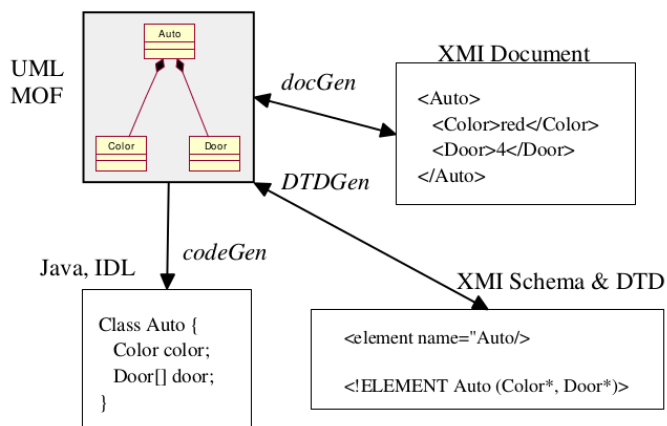 Auto
UML
MOF
Color
Door
docGen
XMI Document
<Auto>
<Color>red</Color>
<Door>4</Door>
</Auto>
DTDGen
codeGen
Java, IDL
Class Auto {
Color color;
Door[] door;
}
XMI Schema & DTD
<element name="Auto/>
<!ELEMENT Auto (Color*, Door*)>